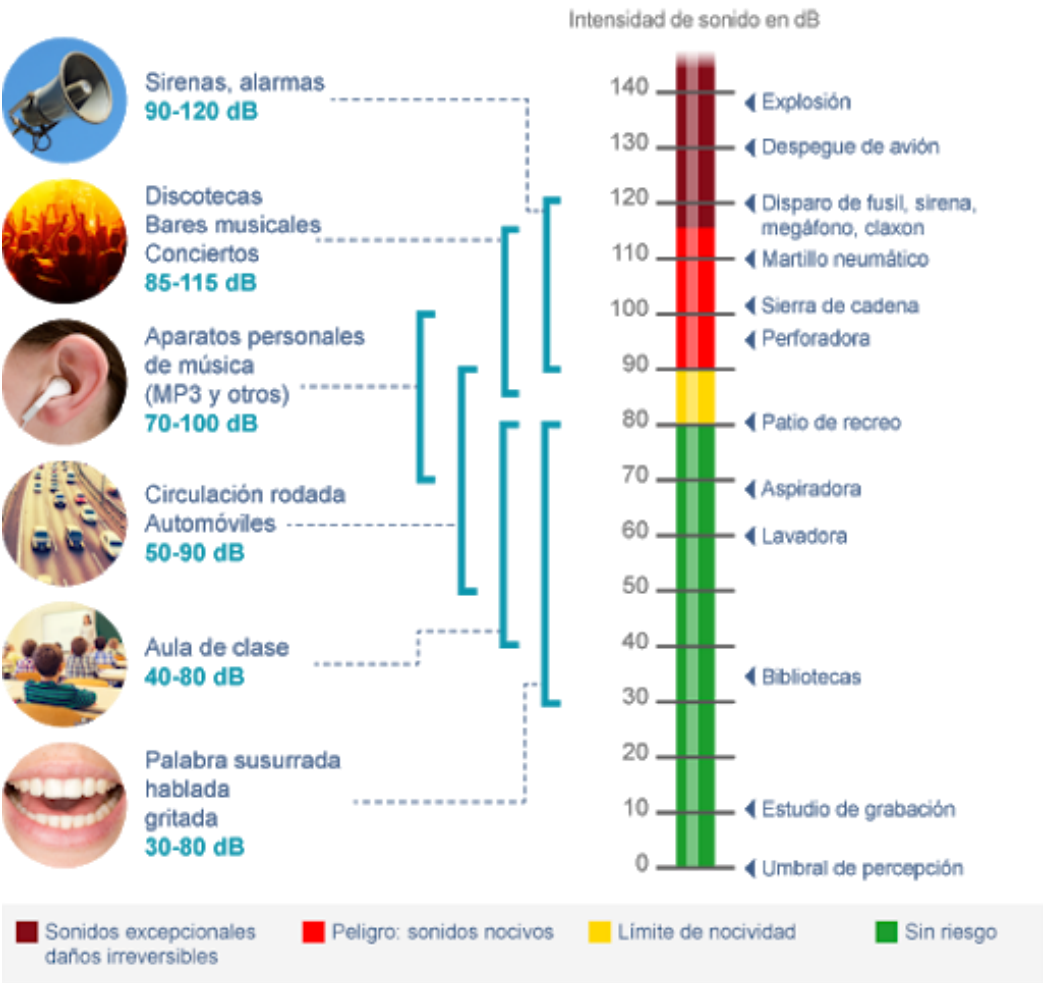 Intensidad de sonido en dB
Sirenas, alarmas
90-120 dB
Discotecas
Bares musicales
Conciertos
85-115 dB
Aparatos personales
de música
(MP3 y otros)
70-100 dB
Circulación rodada
Automóviles
50-90 dB
Aula de clase
40-80 dB
Palabra susurrada
hablada
gritada
30-80 dB
140
130
120
110
100
90
80
70
60
50
40
30
20
10
0
Explosión
Despegue de avión
Disparo de fusil, sirena,
megáfono, claxon
Martillo neumático
Sierra de cadena
Perforadora
Patio de recreo
Aspiradora
Lavadora
Bibliotecas
Estudio de grabación
Umbral de percepción
Sonidos excepcionales
daños irreversibles
Peligro: sonidos nocivos
Límite de nocividad
Sin riesgo